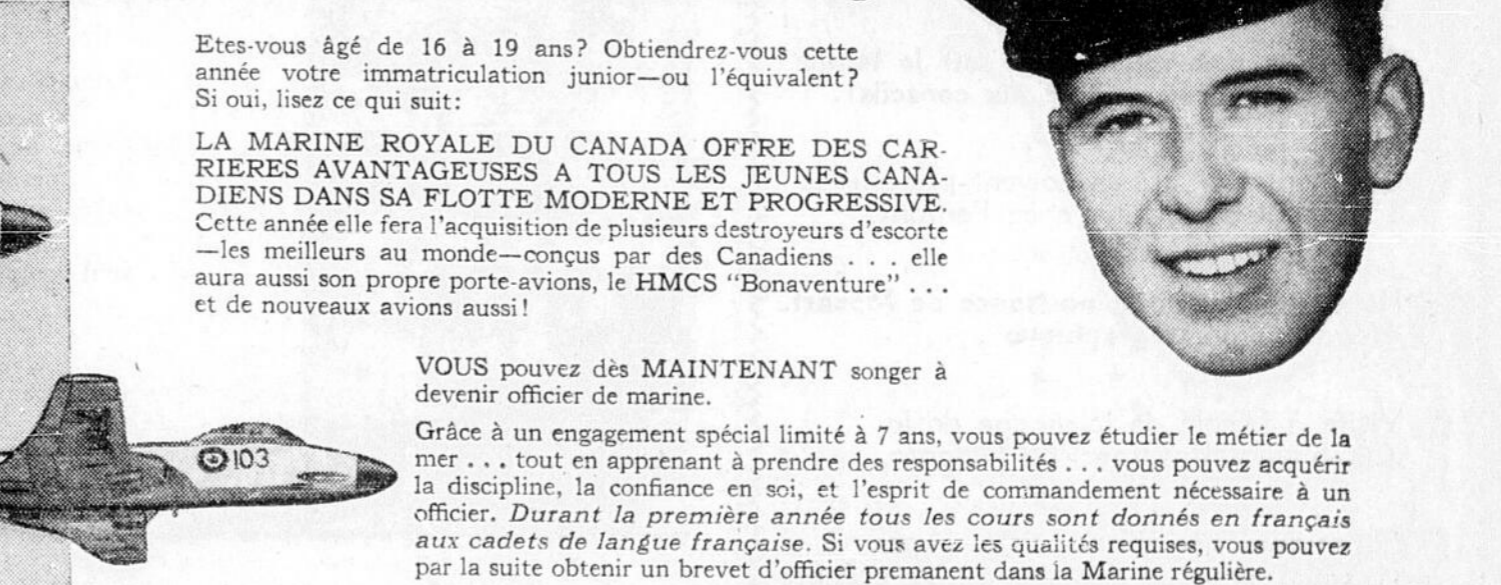 Etes-vous âgé de 16 à 19 ans? Obtiendrez-vous cette
année votre immatriculation junior—ou l'équivalent?
Si oui, lisez ce qui suit:
LA MARINE ROYALE DU CANADA OFFRE DES CAR-
RIERES AVANTAGEUSES A TOUS LES JEUNES CANA-
DIENS DANS SA FLOTTE MODERNE ET PROGRESSIVE.
Cette année elle fera l'acquisition de plusieurs destroyeurs d'escorte
—les meilleurs au monde—conçus par des Canadiens . . . elle
aura aussi son propre porte-avions, le HMCS "Bonaventure" . . .
et de nouveaux avions aussi!
VOUS pouvez dès MAINTENANT songer à
devenir officier de marine.
Grâce à un engagement spécial limité à 7 ans, vous pouvez étudier le métier de la
mer . . . tout en apprenant à prendre des responsabilités . . . vous pouvez acquérir
la discipline, la confiance en soi, et l'esprit de commandement nécessaire à un
officier. Durant la première année tous les cours sont donnés en français
aux cadets de langue française. Si vous avez les qualités requises, vous pouvez
par la suite obtenir un brevet d'officier premanent dans la Marine régulière.
103